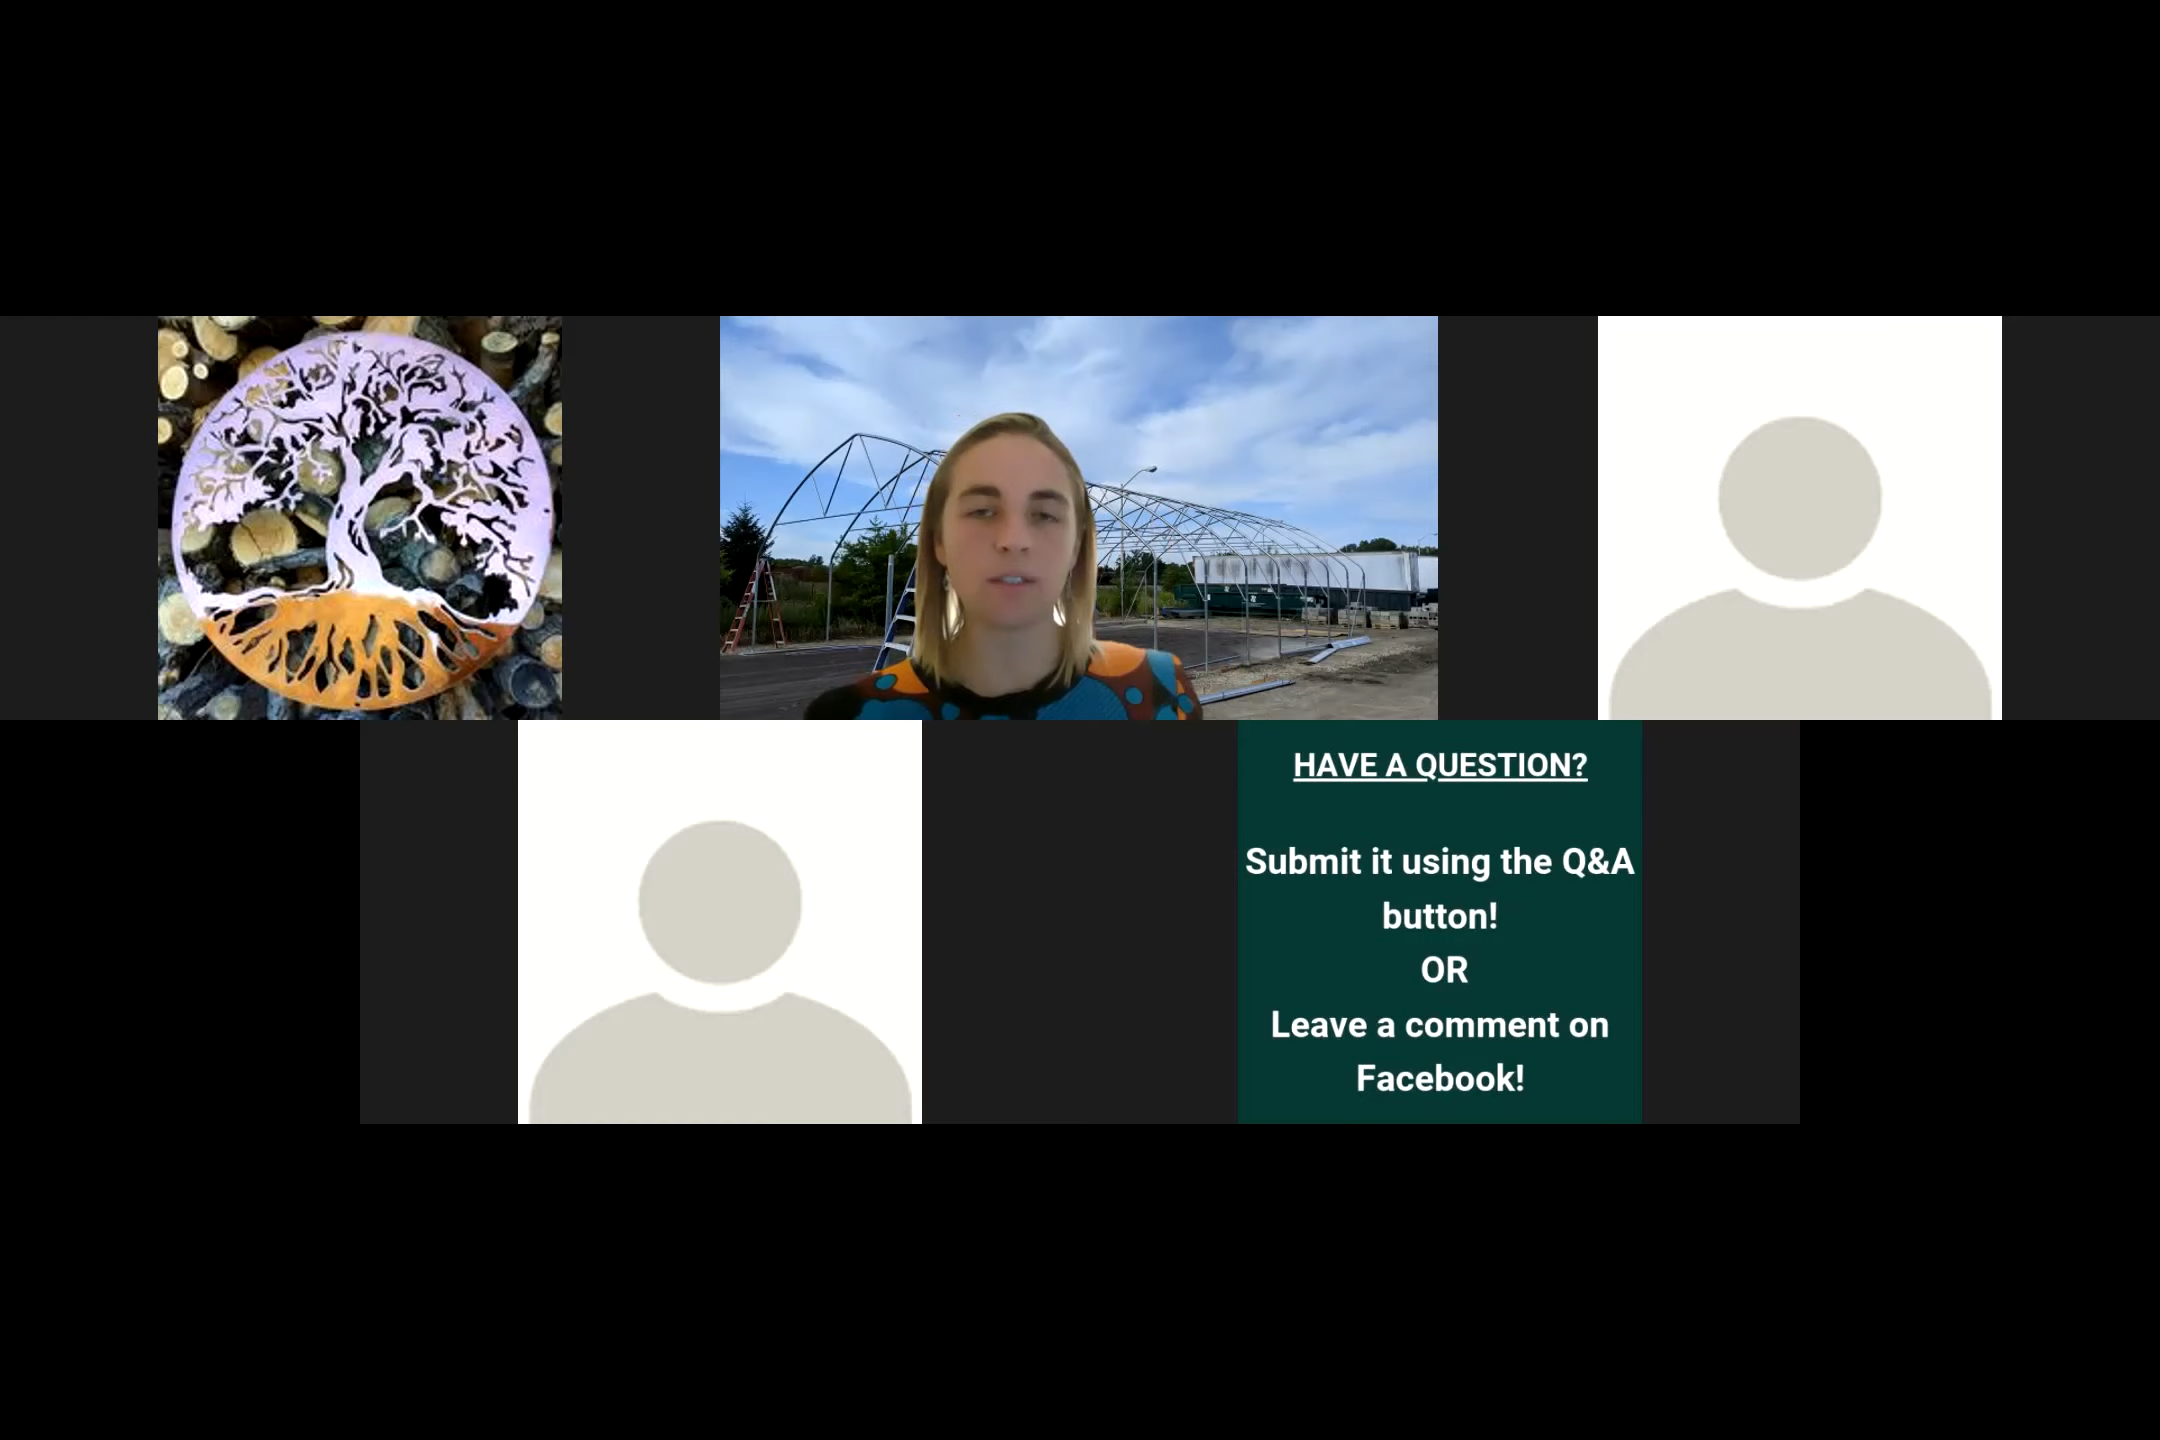 HAVE A QUESTION?
Submit it using the Q&A
button!
OR
Leave a comment on
Facebook!